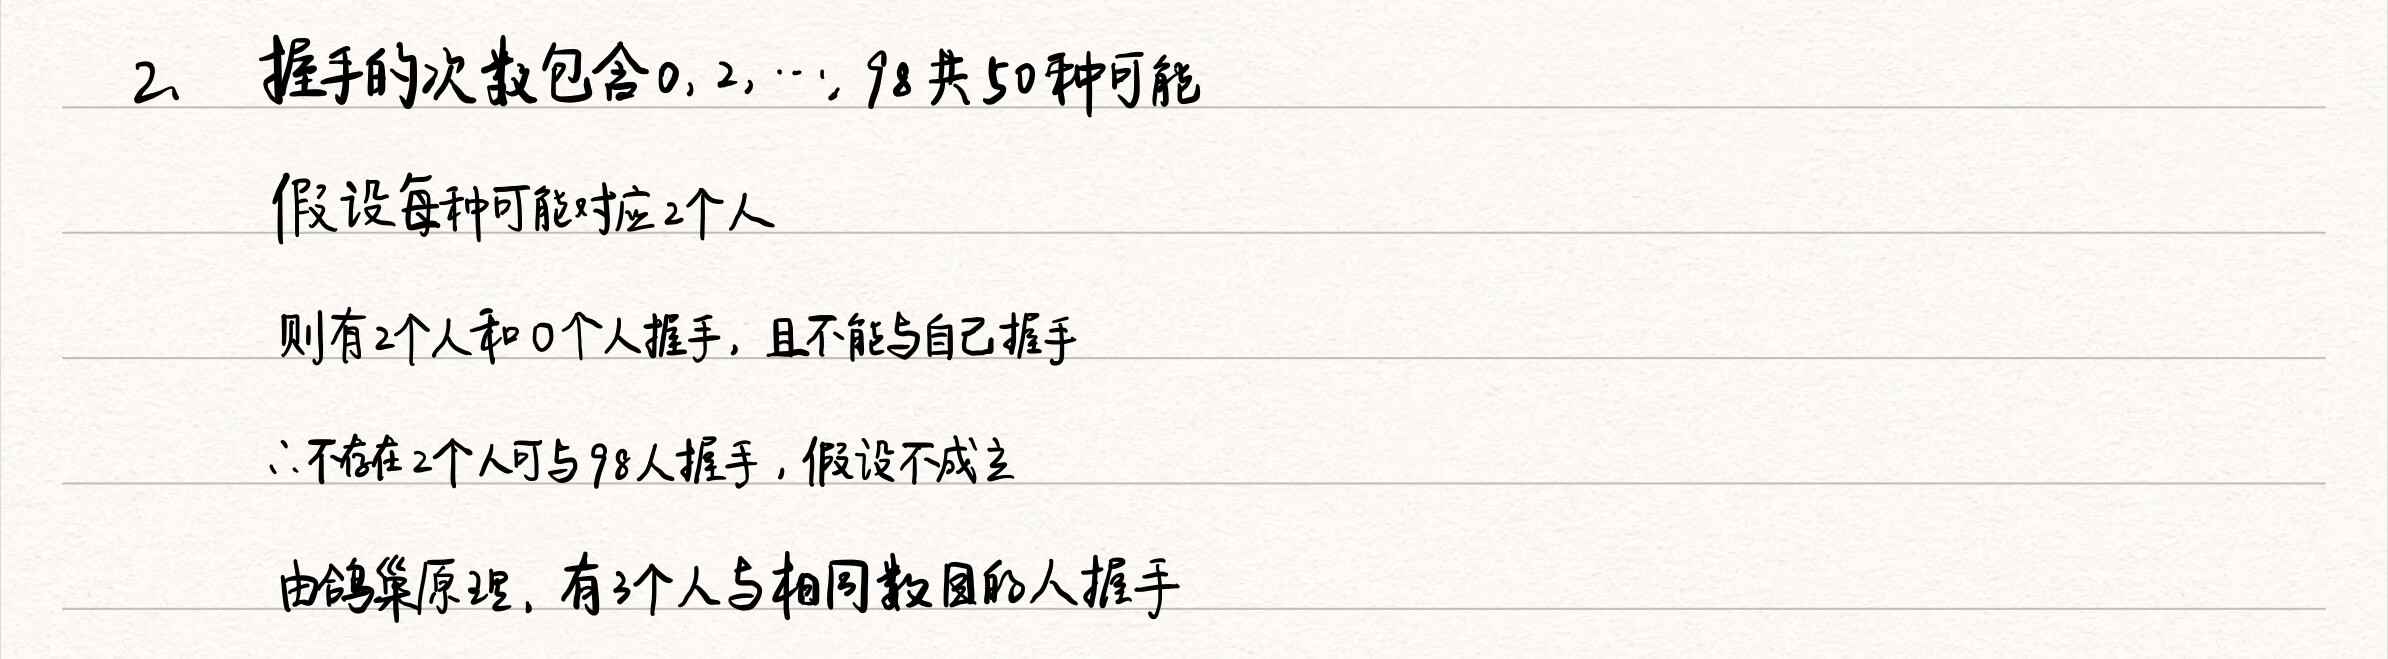 2、 握手的次数包含0, 2, ..., 98共50种可能
假设每种可能对应2个人
则有2个人和0个人握手, 且不能与自己握手
∴不存在2个人可与98人握手, 假设不成立
由鸽巢原理, 有3个人与相同数目的人握手